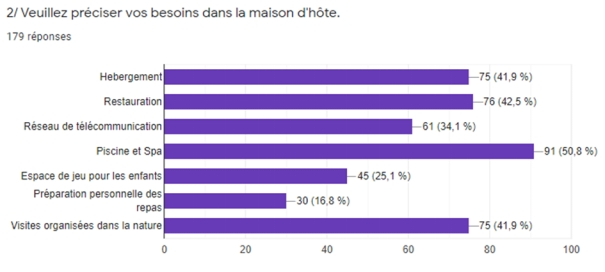 2/ Veuillez préciser vos besoins dans la maison d'hôte.
179 réponses
Hebergement
75 (41,9 %)
Restauration
76 (42,5 %)
Réseau de télécommunication
61 (34,1 %)
Piscine et Spa
91 (50,8 %)
Espace de jeu pour les enfants
45 (25,1 %)
Préparation personnelle des
repas
30 (16,8 %)
Visites organisées dans la nature
75 (41,9 %)
0 20 40 60 80 100